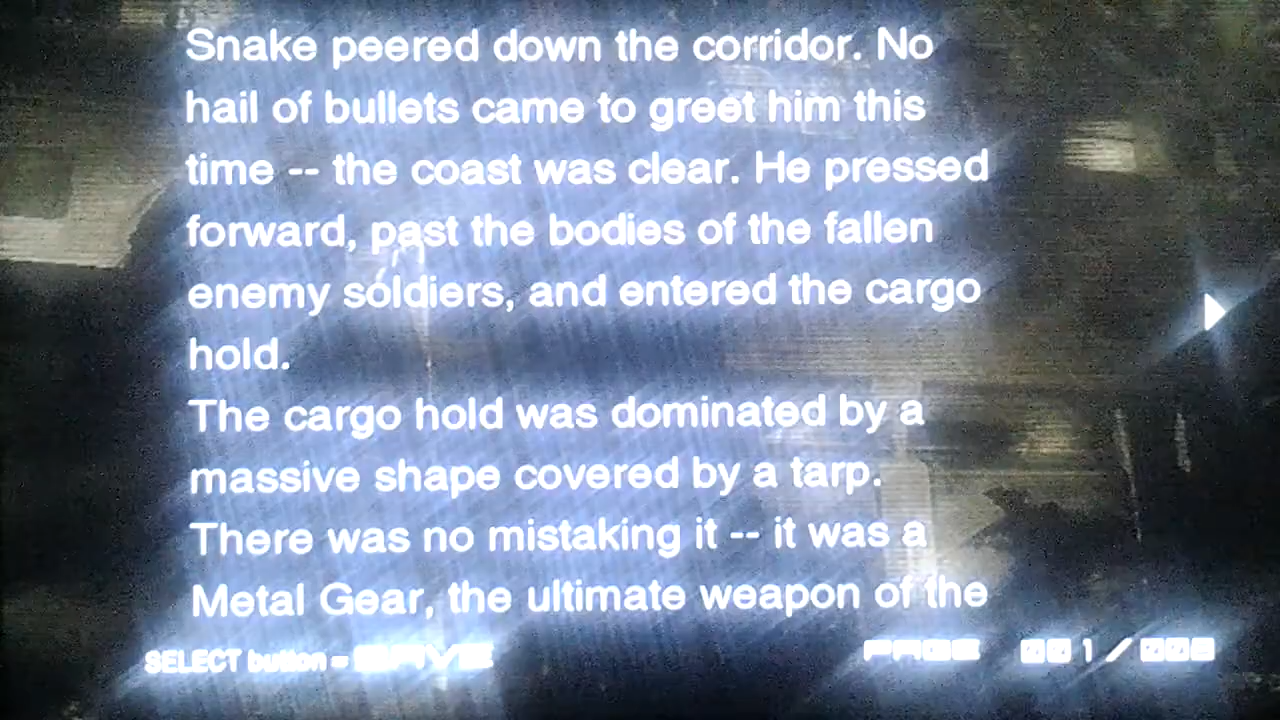 Snake peered down the corridor. No
hail of bullets came to greet him this
time -- the coast was clear. He pressed
forward, past the bodies of the fallen
enemy soldiers, and entered the cargo
hold.
The cargo hold was dominated by a
massive shape covered by a tarp.
There was no mistaking it -- it was a
Metal Gear, the ultimate weapon of the
SELECT button = SAVE
PAGE 001 /